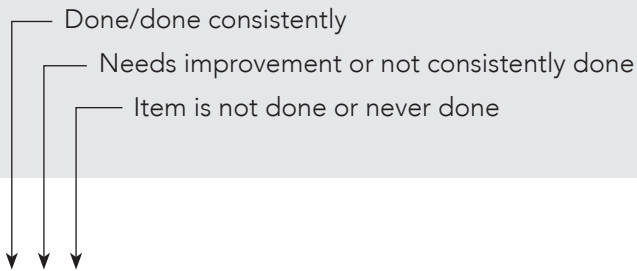 Done/done consistently
Needs improvement or not consistently done
Item is not done or never done